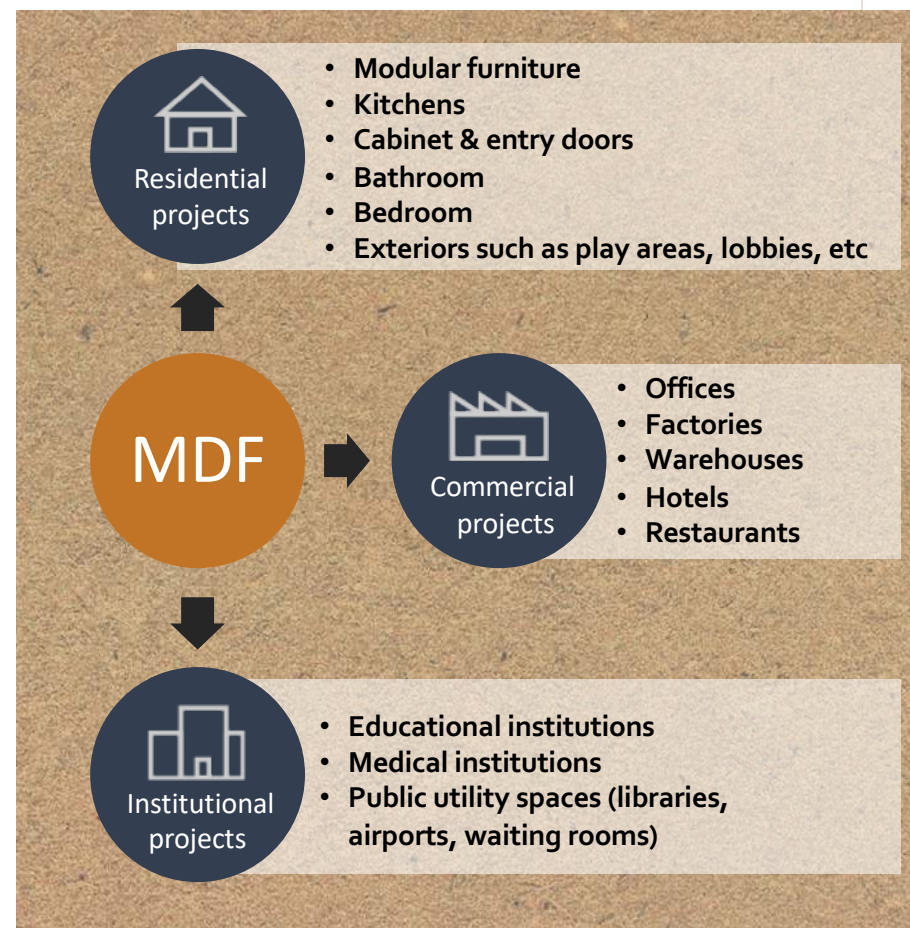 Residential
projects
• Modular furniture
• Kitchens
• Cabinet & entry doors
• Bathroom
• Bedroom
• Exteriors such as play areas, lobbies, etc
MDF
Commercial
projects
• Offices
• Factories
• Warehouses
• Hotels
• Restaurants
Institutional
projects
• Educational institutions
• Medical institutions
• Public utility spaces (libraries,
airports, waiting rooms)